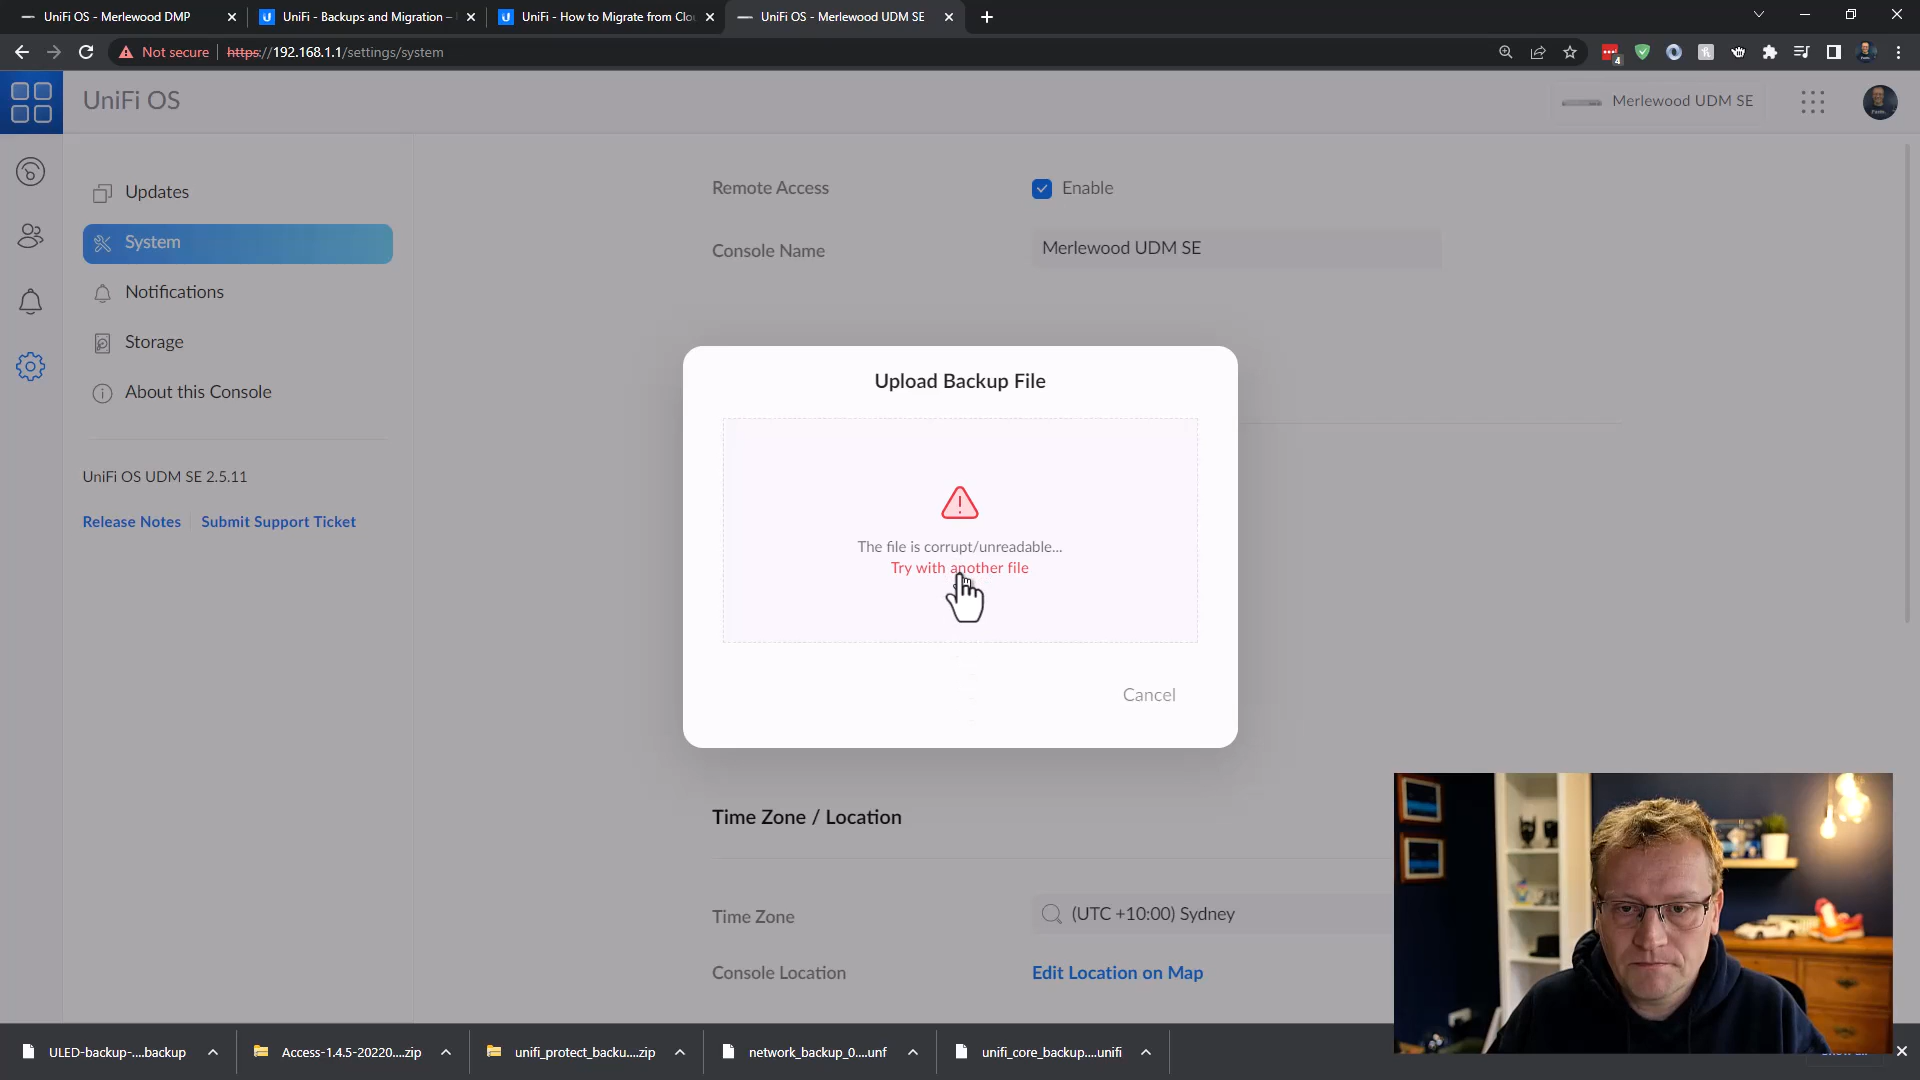 UniFi OS - Merlewood DMP
UniFi - Backups and Migration –
UniFi - How to Migrate from Clo
UniFi OS - Merlewood UDM SE
Not secure
https://192.168.1.1/settings/system
4
UniFi OS
Merlewood UDM SE
Updates
System
Notifications
Storage
About this Console
UniFi OS UDM SE 2.5.11
Release Notes
Submit Support Ticket
Remote Access
Enable
Console Name
Merlewood UDM SE
Upload Backup File
The file is corrupt/unreadable...
Try with another file
Cancel
Time Zone / Location
Time Zone
(UTC +10:00) Sydney
Console Location
Edit Location on Map
ULED-backup-....backup
Access-1.4.5-20220....zip
unifi_protect_backu....zip
network_backup_0....unf
unifi_core_backup....unifi